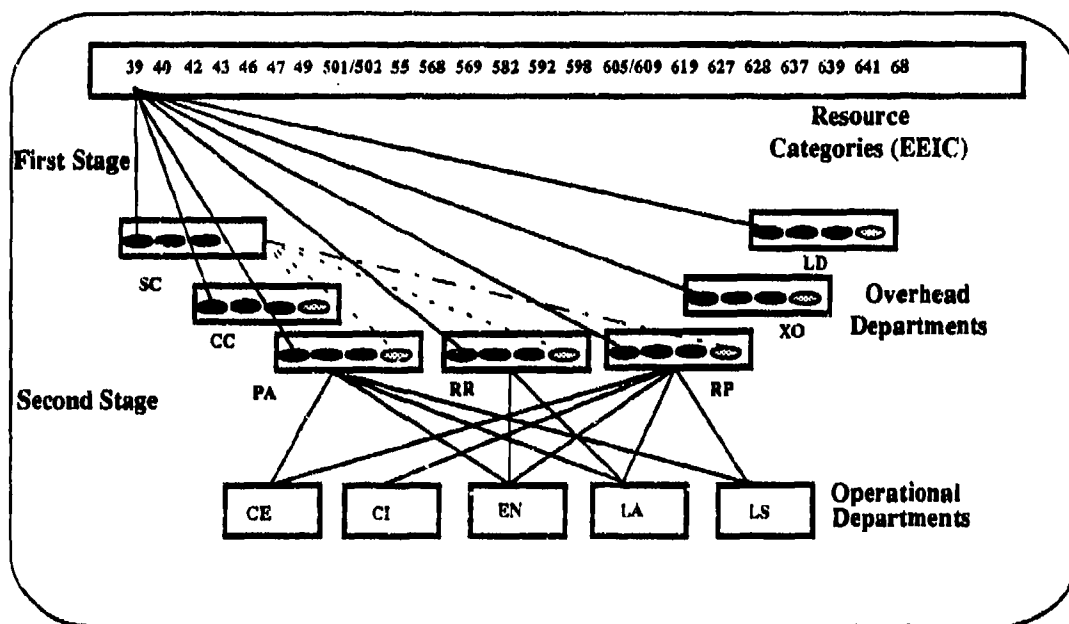 39 40 42 43 46 47 49 501/502 55 568 569 582 592 598 605/609 619 627 628 637 639 641 68
Resource
Categories (EEIC)
First Stage
SC
LD
CC
XO
Overhead
Departments
PA
RR
RP
Second Stage
CE
CI
EN
LA
LS
Operational
Departments